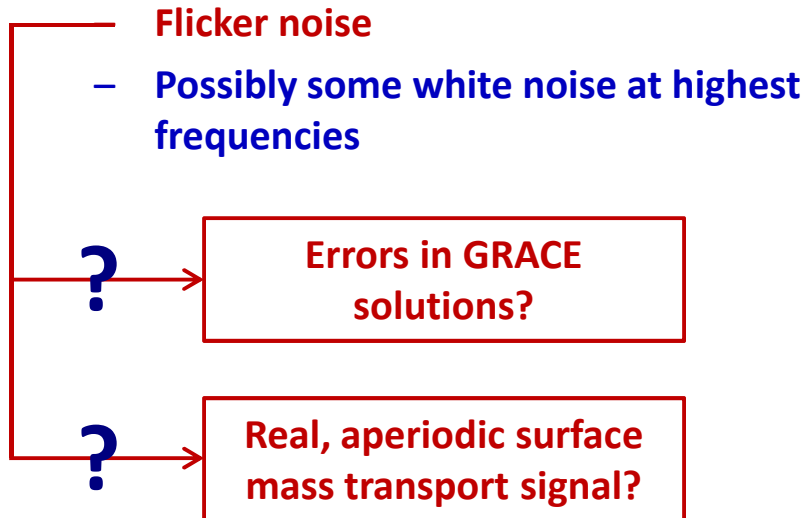 Flicker noise
– Possibly some white noise at highest
frequencies
?
Errors in GRACE
solutions?
?
Real, aperiodic surface
mass transport signal?